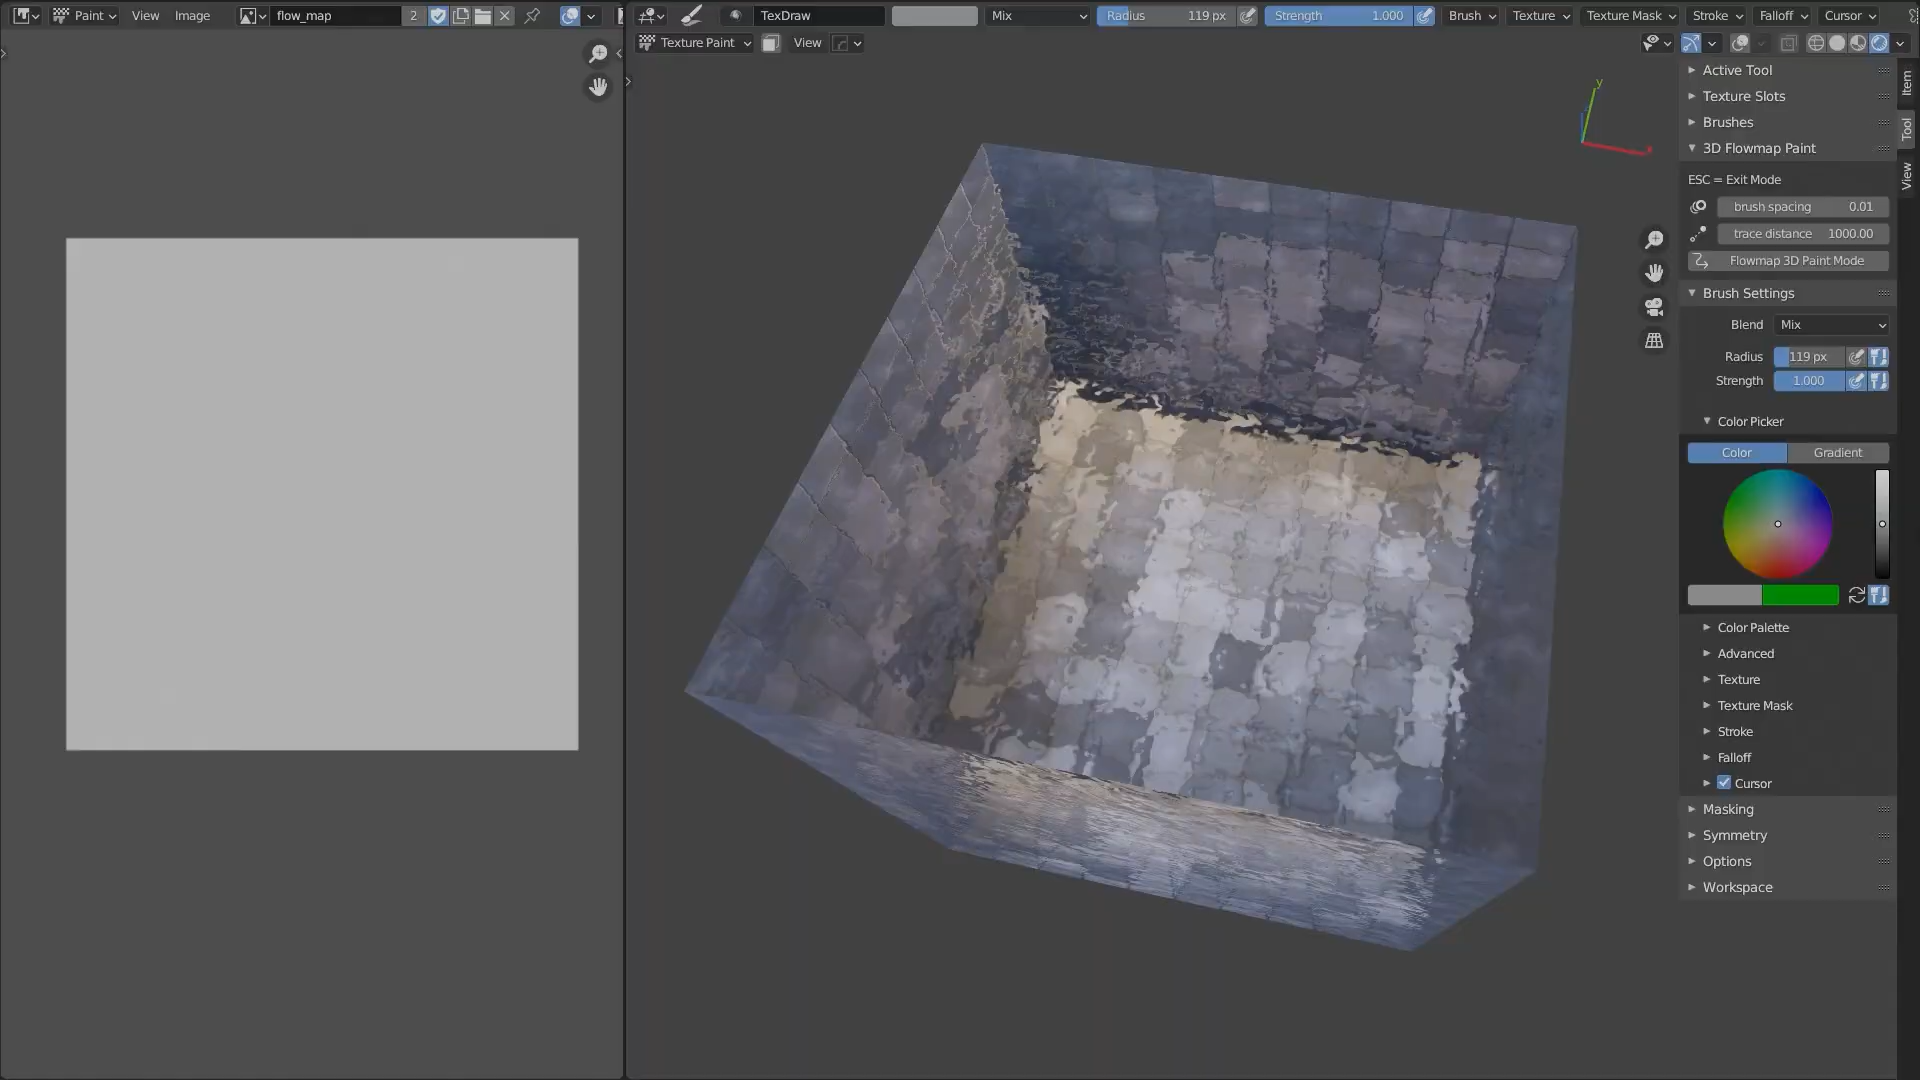 Paint
View
Image
flow_map
2
TexDraw
Mix
Radius 119 px
Strength 1.000
Brush
Texture
Texture Mask
Stroke
Falloff
Cursor
Texture Paint
View
y
Active Tool
Texture Slots
Brushes
3D Flowmap Paint
ESC = Exit Mode
brush spacing 0.01
trace distance 1000.00
Flowmap 3D Paint Mode
Brush Settings
Blend Mix
Radius 119 px
Strength 1.000
Color Picker
Color Gradient
Color Palette
Advanced
Texture
Texture Mask
Stroke
Falloff
Cursor
Masking
Symmetry
Options
Workspace
Item
Tool
View